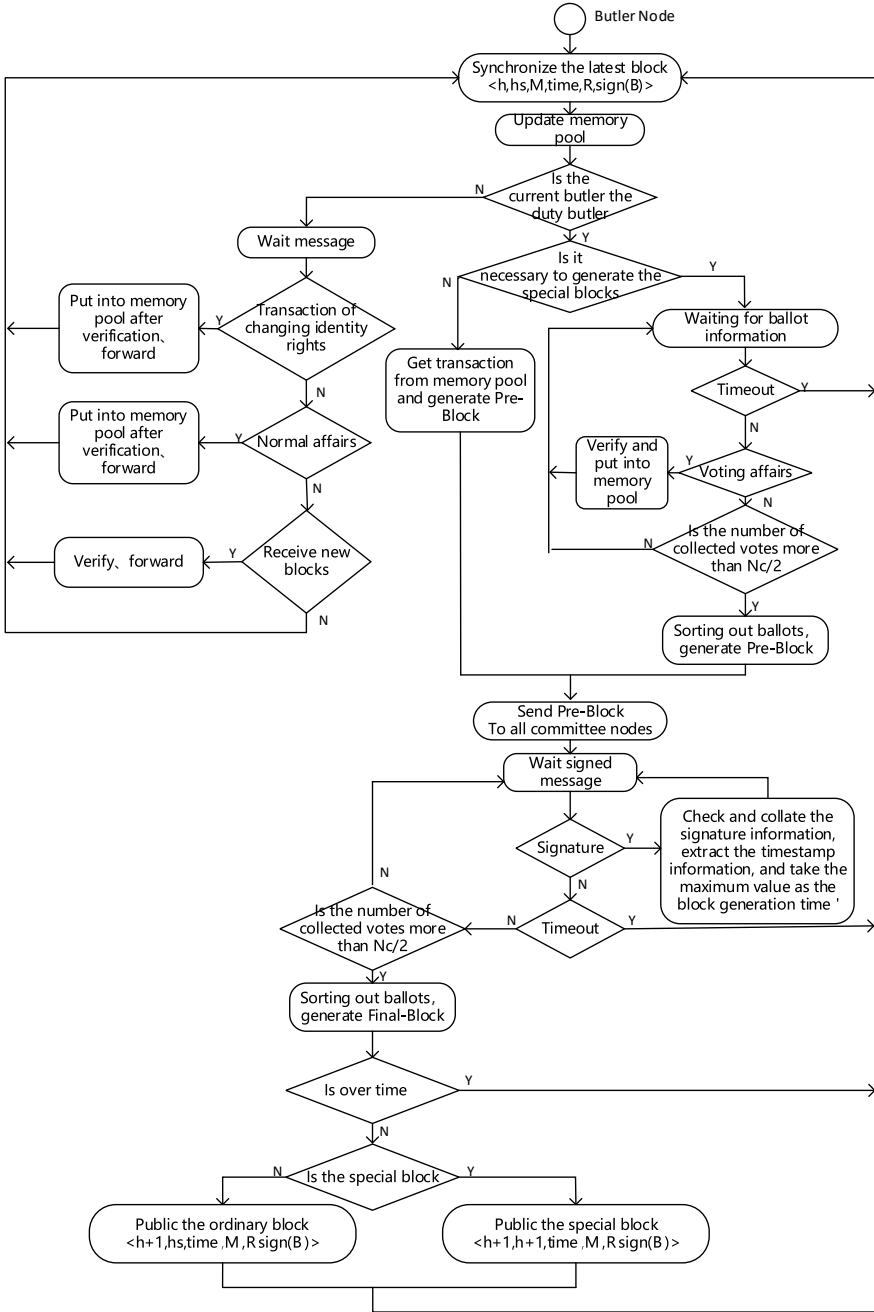 Butler Node
Synchronize the latest block
<h,hs,M,time,R,sign(B)>
Update memory
pool
Is the
current butler the
duty butler
N
Y
Wait message
Is it
necessary to generate the
special blocks
N
Y
Put into memory
pool after
verification、
forward
Y
Transaction of
changing identity
rights
N
Waiting for ballot
information
Get transaction
from memory pool
and generate Pre-
Block
Timeout
Y
N
Put into memory
pool after
verification、
forward
Y
Normal affairs
N
Verify and
put into
memory
pool
Y
Voting affairs
N
Is the number of
collected votes more
than Nc/2
N
Y
Verify、forward
Y
Receive new
blocks
N
Sorting out ballots,
generate Pre-Block
Send Pre-Block
To all committee nodes
Wait signed
message
Signature
Y
N
Check and collate the
signature information,
extract the timestamp
information, and take the
maximum value as the
block generation time '
N
Is the number of
collected votes more
than Nc/2
N
Timeout
Y
Y
Sorting out ballots,
generate Final-Block
Is over time
Y
N
Is the special block
N
Y
Public the ordinary block
<h+1,hs,time,M,Rsign(B)>
Public the special block
<h+1,h+1,time,M,Rsign(B)>